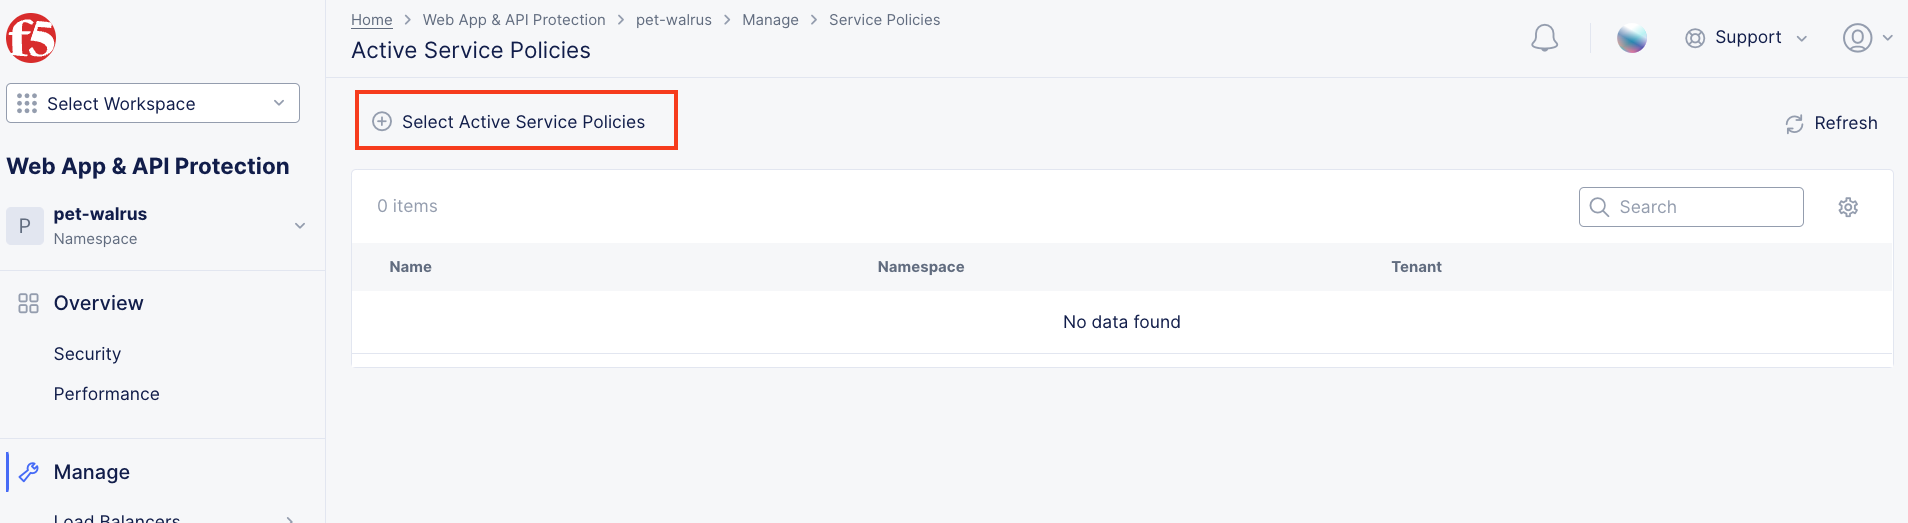 f5
Home > Web App & API Protection > pet-walrus > Manage > Service Policies
Active Service Policies
Support
Select Workspace
Select Active Service Policies
Refresh
Web App & API Protection
P
pet-walrus
Namespace
0 items
Search
Name Namespace Tenant
No data found
Overview
Security
Performance
Manage
Load Balancers